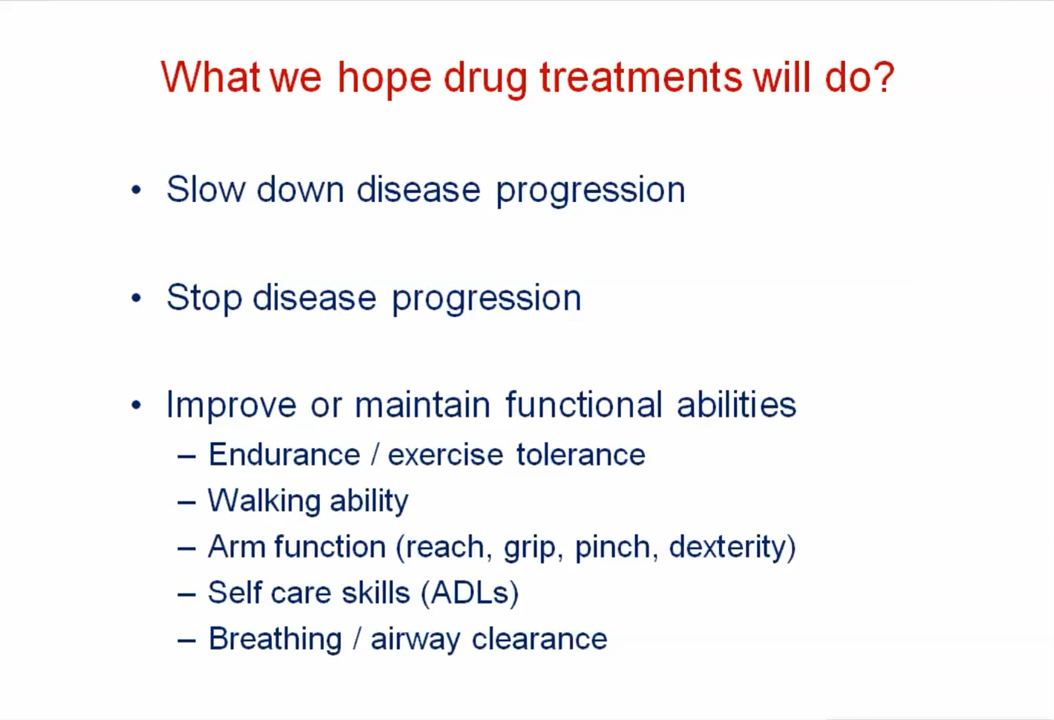 What we hope drug treatments will do?
• Slow down disease progression
• Stop disease progression
• Improve or maintain functional abilities
– Endurance / exercise tolerance
– Walking ability
– Arm function (reach, grip, pinch, dexterity)
– Self care skills (ADLs)
– Breathing / airway clearance